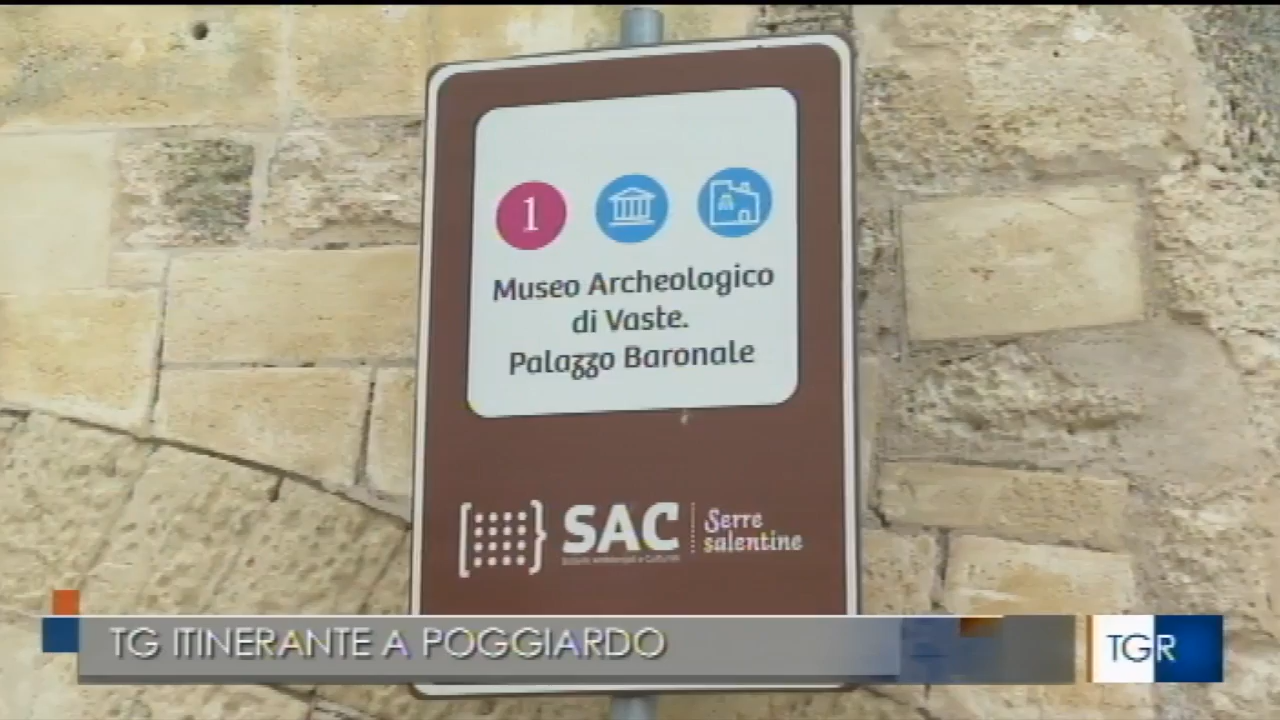 1
Museo Archeologico
di Vaste.
Palazzo Baronale
SAC
Serre
salentine
TG ITINERANTE A POGGIARDO
TGR